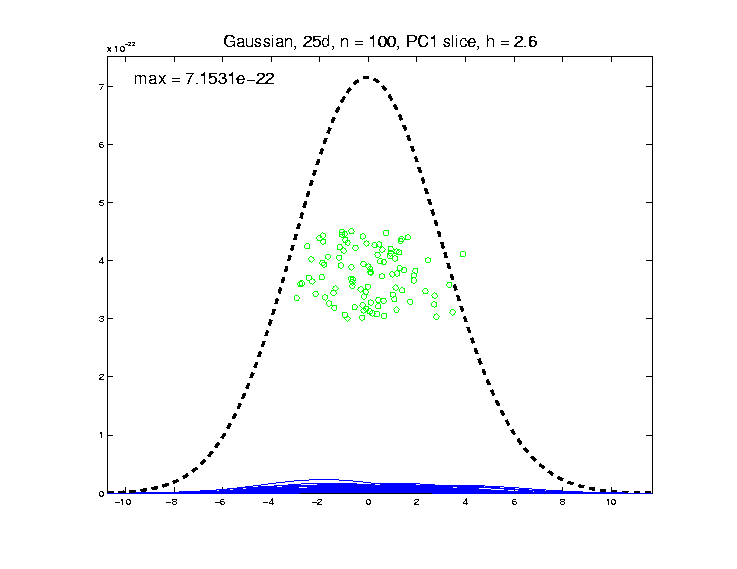 Gaussian, 25d, n = 100, PC1 slice, h = 2.6
x 10⁻²²
max = 7.1531e−22
7
6
5
4
3
2
1
0
−10 −8 −6 −4 −2 0 2 4 6 8 10